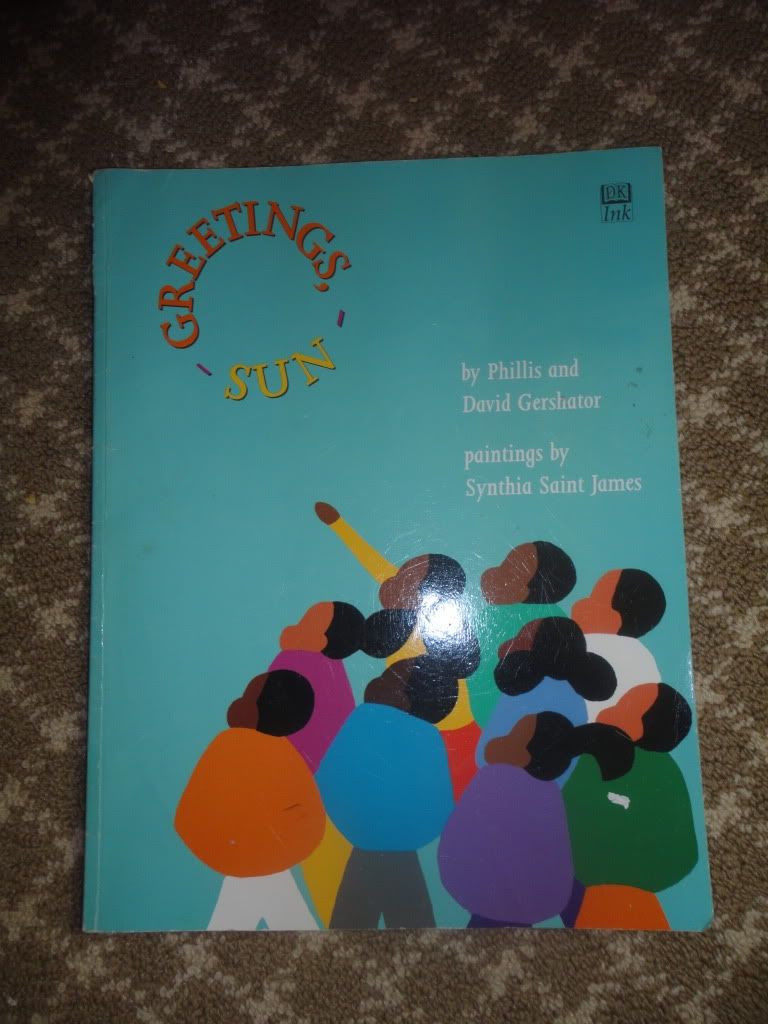 GREETINGS,
SUN
DK
Ink
by Phillis and
David Gershator
paintings by
Synthia Saint James